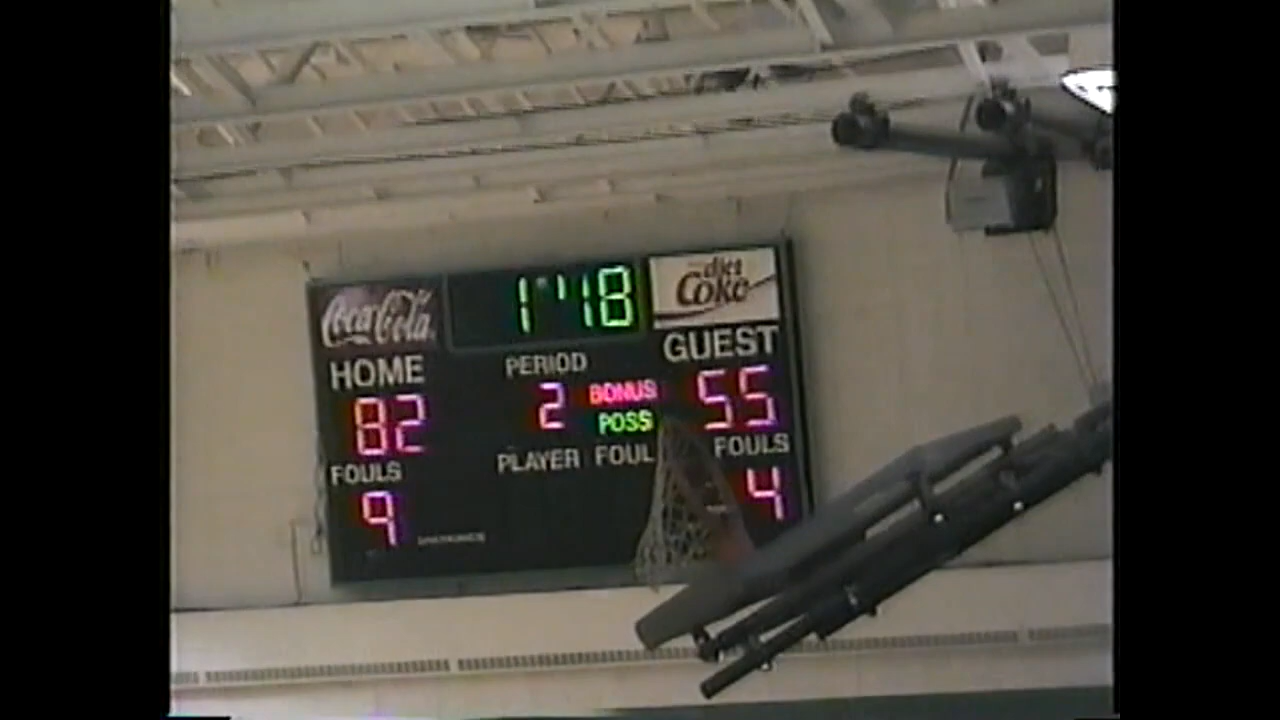 Coca-Cola
1:18
diet
Coke
HOME
PERIOD
GUEST
82
2
BONUS
POSS
55
FOULS
PLAYER FOUL
FOULS
9
4